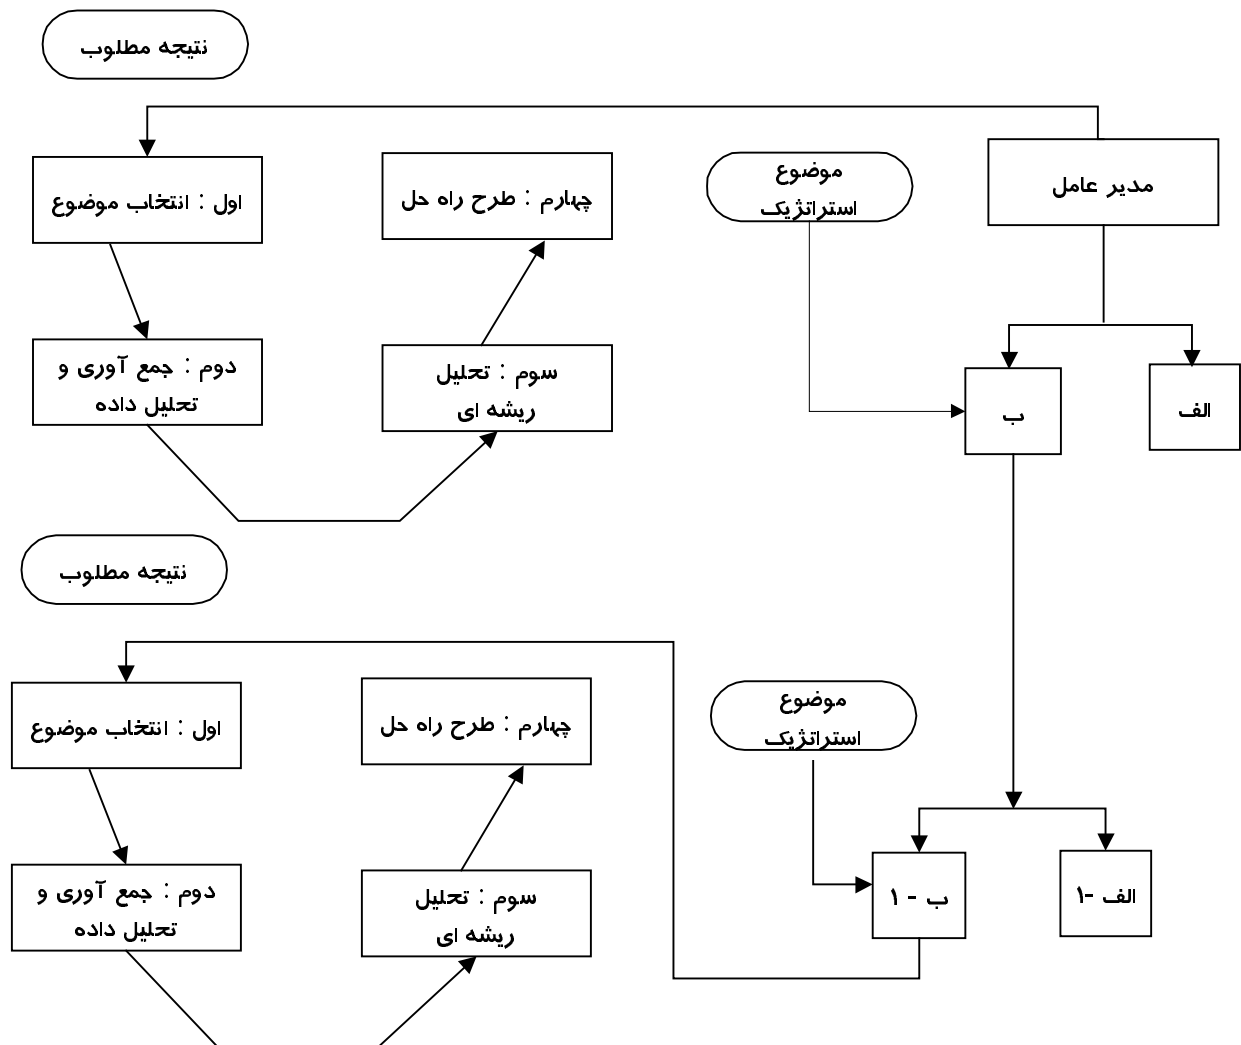 نتیجه مطلوب
مدیر عامل
موضوع
استراتژیک
چهارم : طرح راه حل
اول : انتخاب موضوع
الف
ب
سوم : تحلیل
ریشه ای
دوم : جمع آوری و
تحلیل داده
نتیجه مطلوب
موضوع
استراتژیک
چهارم : طرح راه حل
اول : انتخاب موضوع
الف -۱
ب - ۱
سوم : تحلیل
ریشه ای
دوم : جمع آوری و
تحلیل داده